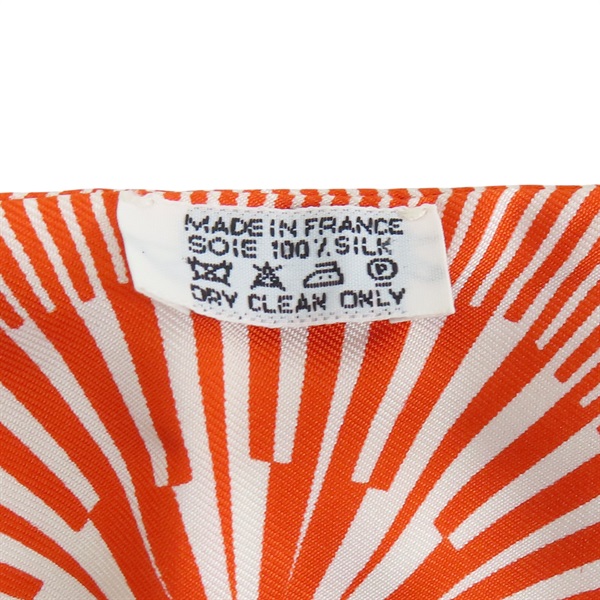 MADE IN FRANCE
SOIE 100% SILK
P
DRY CLEAN ONLY